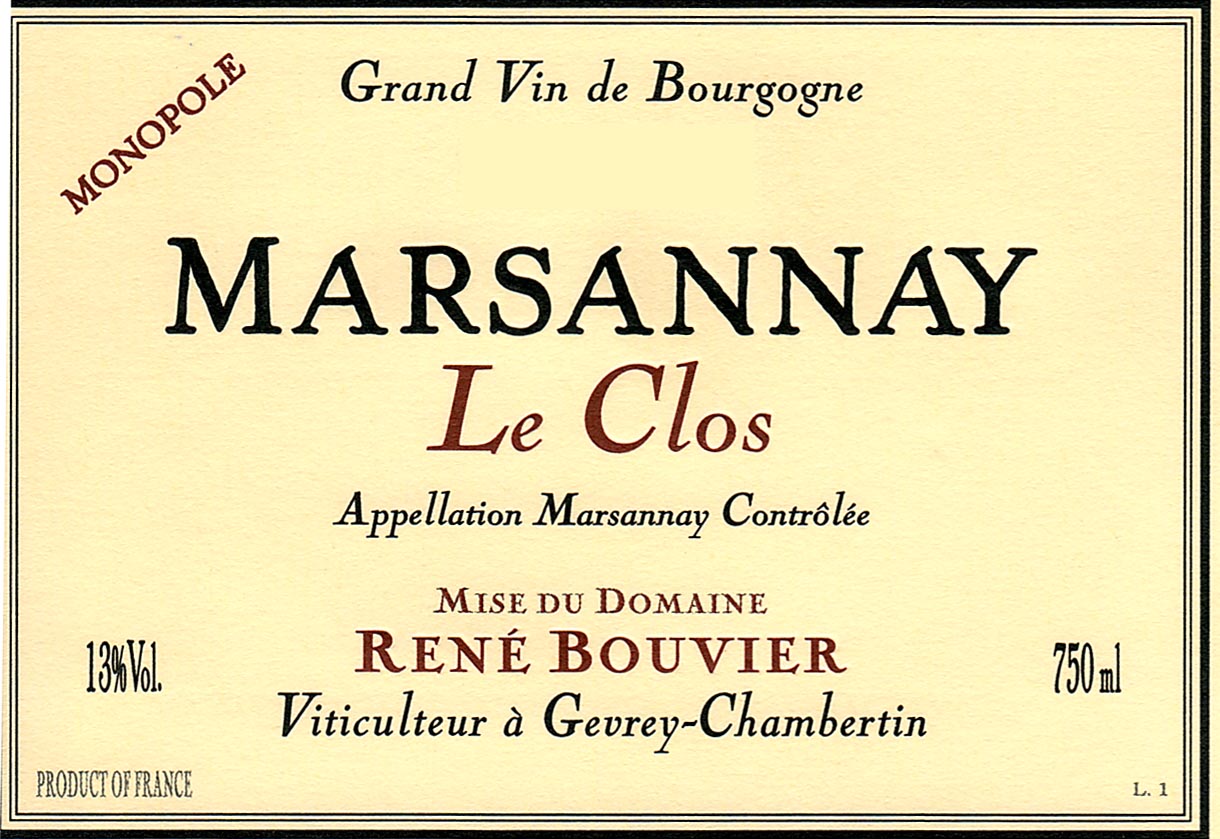 MONOPOLE
Grand Vin de Bourgogne
MARSANNAY
Le Clos
Appellation Marsannay Contrôlée
MISE DU DOMAINE
RENÉ BOUVIER
13%Vol.
750 ml
Viticulteur à Gevrey-Chambertin
PRODUCT OF FRANCE
L. 1